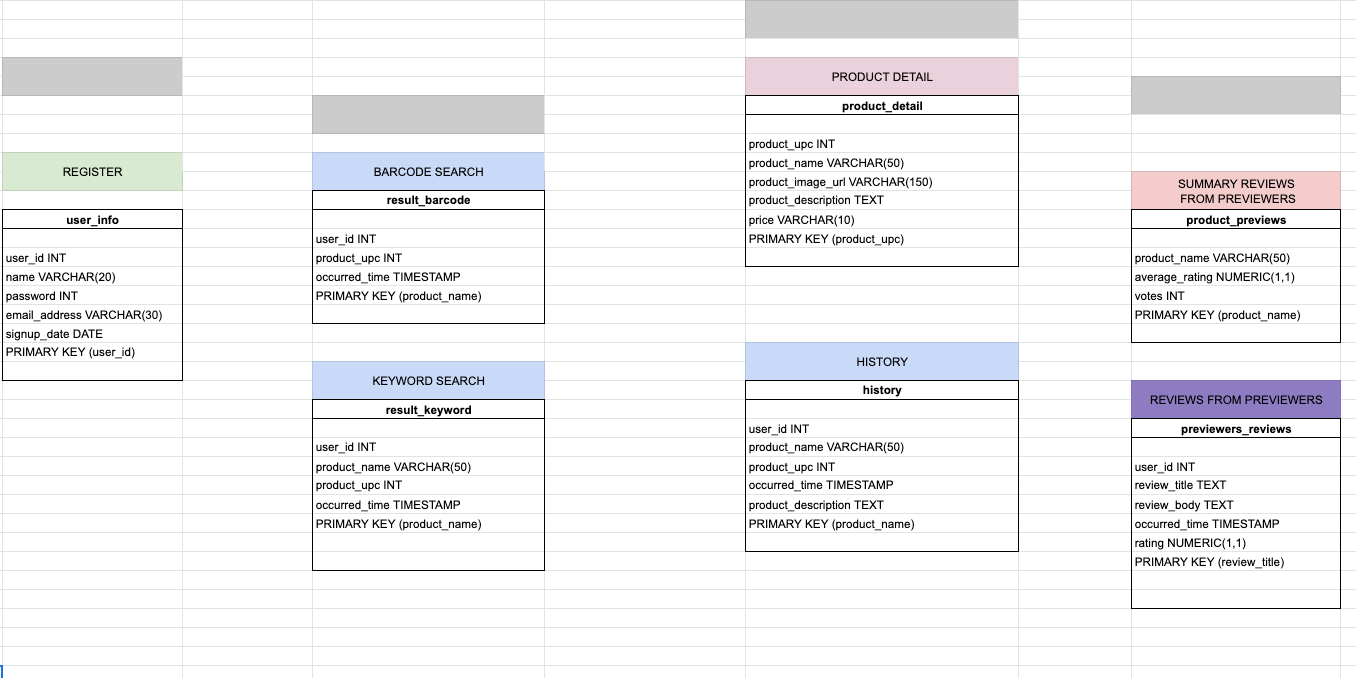 REGISTER
user_info
user_id INT
name VARCHAR(20)
password INT
email_address VARCHAR(30)
signup_date DATE
PRIMARY KEY (user_id)
BARCODE SEARCH
result_barcode
user_id INT
product_upc INT
occurred_time TIMESTAMP
PRIMARY KEY (product_name)
KEYWORD SEARCH
result_keyword
user_id INT
product_name VARCHAR(50)
product_upc INT
occurred_time TIMESTAMP
PRIMARY KEY (product_name)
PRODUCT DETAIL
product_detail
product_upc INT
product_name VARCHAR(50)
product_image_url VARCHAR(150)
product_description TEXT
price VARCHAR(10)
PRIMARY KEY (product_upc)
HISTORY
history
user_id INT
product_name VARCHAR(50)
product_upc INT
occurred_time TIMESTAMP
product_description TEXT
PRIMARY KEY (product_name)
SUMMARY REVIEWS
FROM PREVIEWERS
product_previews
product_name VARCHAR(50)
average_rating NUMERIC(1,1)
votes INT
PRIMARY KEY (product_name)
REVIEWS FROM PREVIEWERS
previewers_reviews
user_id INT
review_title TEXT
review_body TEXT
occurred_time TIMESTAMP
rating NUMERIC(1,1)
PRIMARY KEY (review_title)